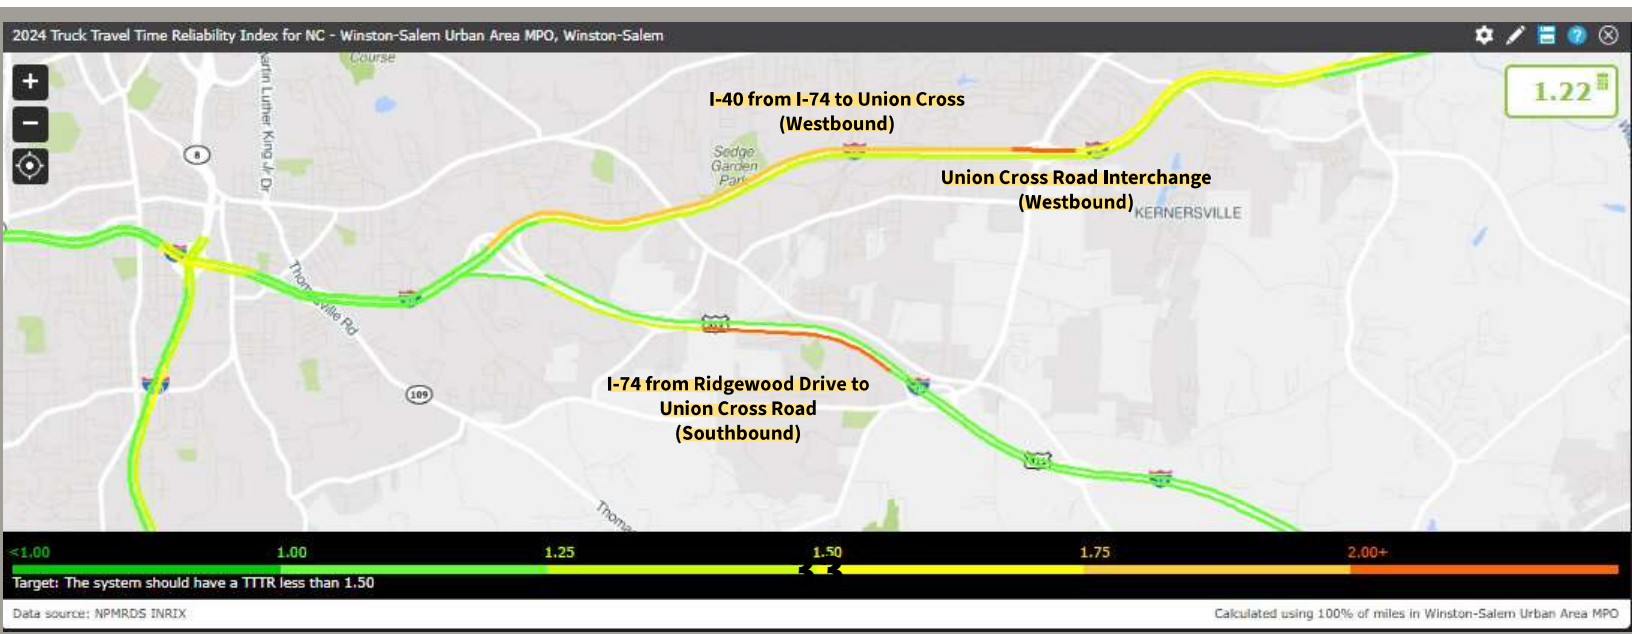 2024 Truck Travel Time Reliability Index for NC - Winston-Salem Urban Area MPO, Winston-Salem
Course
artin Luther King Jr Dr
8
1.22
I-40 from I-74 to Union Cross
(Westbound)
Sedge
Garden
Park
Union Cross Road Interchange
(Westbound)
KERNERSVILLE
Thomasville Rd
109
I-74 from Ridgewood Drive to
Union Cross Road
(Southbound)
Thoma
<1.00 1.00 1.25 1.50 1.75 2.00+
Target: The system should have a TTTR less than 1.50
Data source: NPMRDS INRIX
Calculated using 100% of miles in Winston-Salem Urban Area MPO